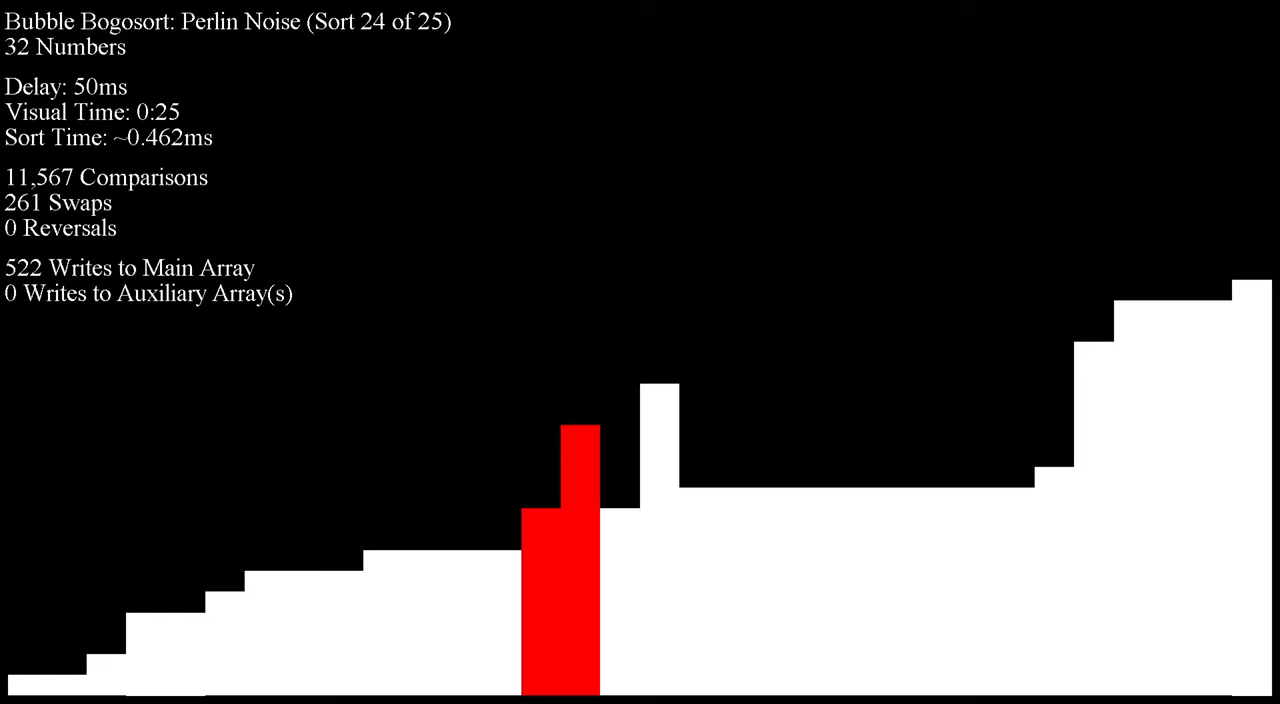 Bubble Bogosort: Perlin Noise (Sort 24 of 25)
32 Numbers
Delay: 50ms
Visual Time: 0:25
Sort Time: ~0.462ms
11,567 Comparisons
261 Swaps
0 Reversals
522 Writes to Main Array
0 Writes to Auxiliary Array(s)